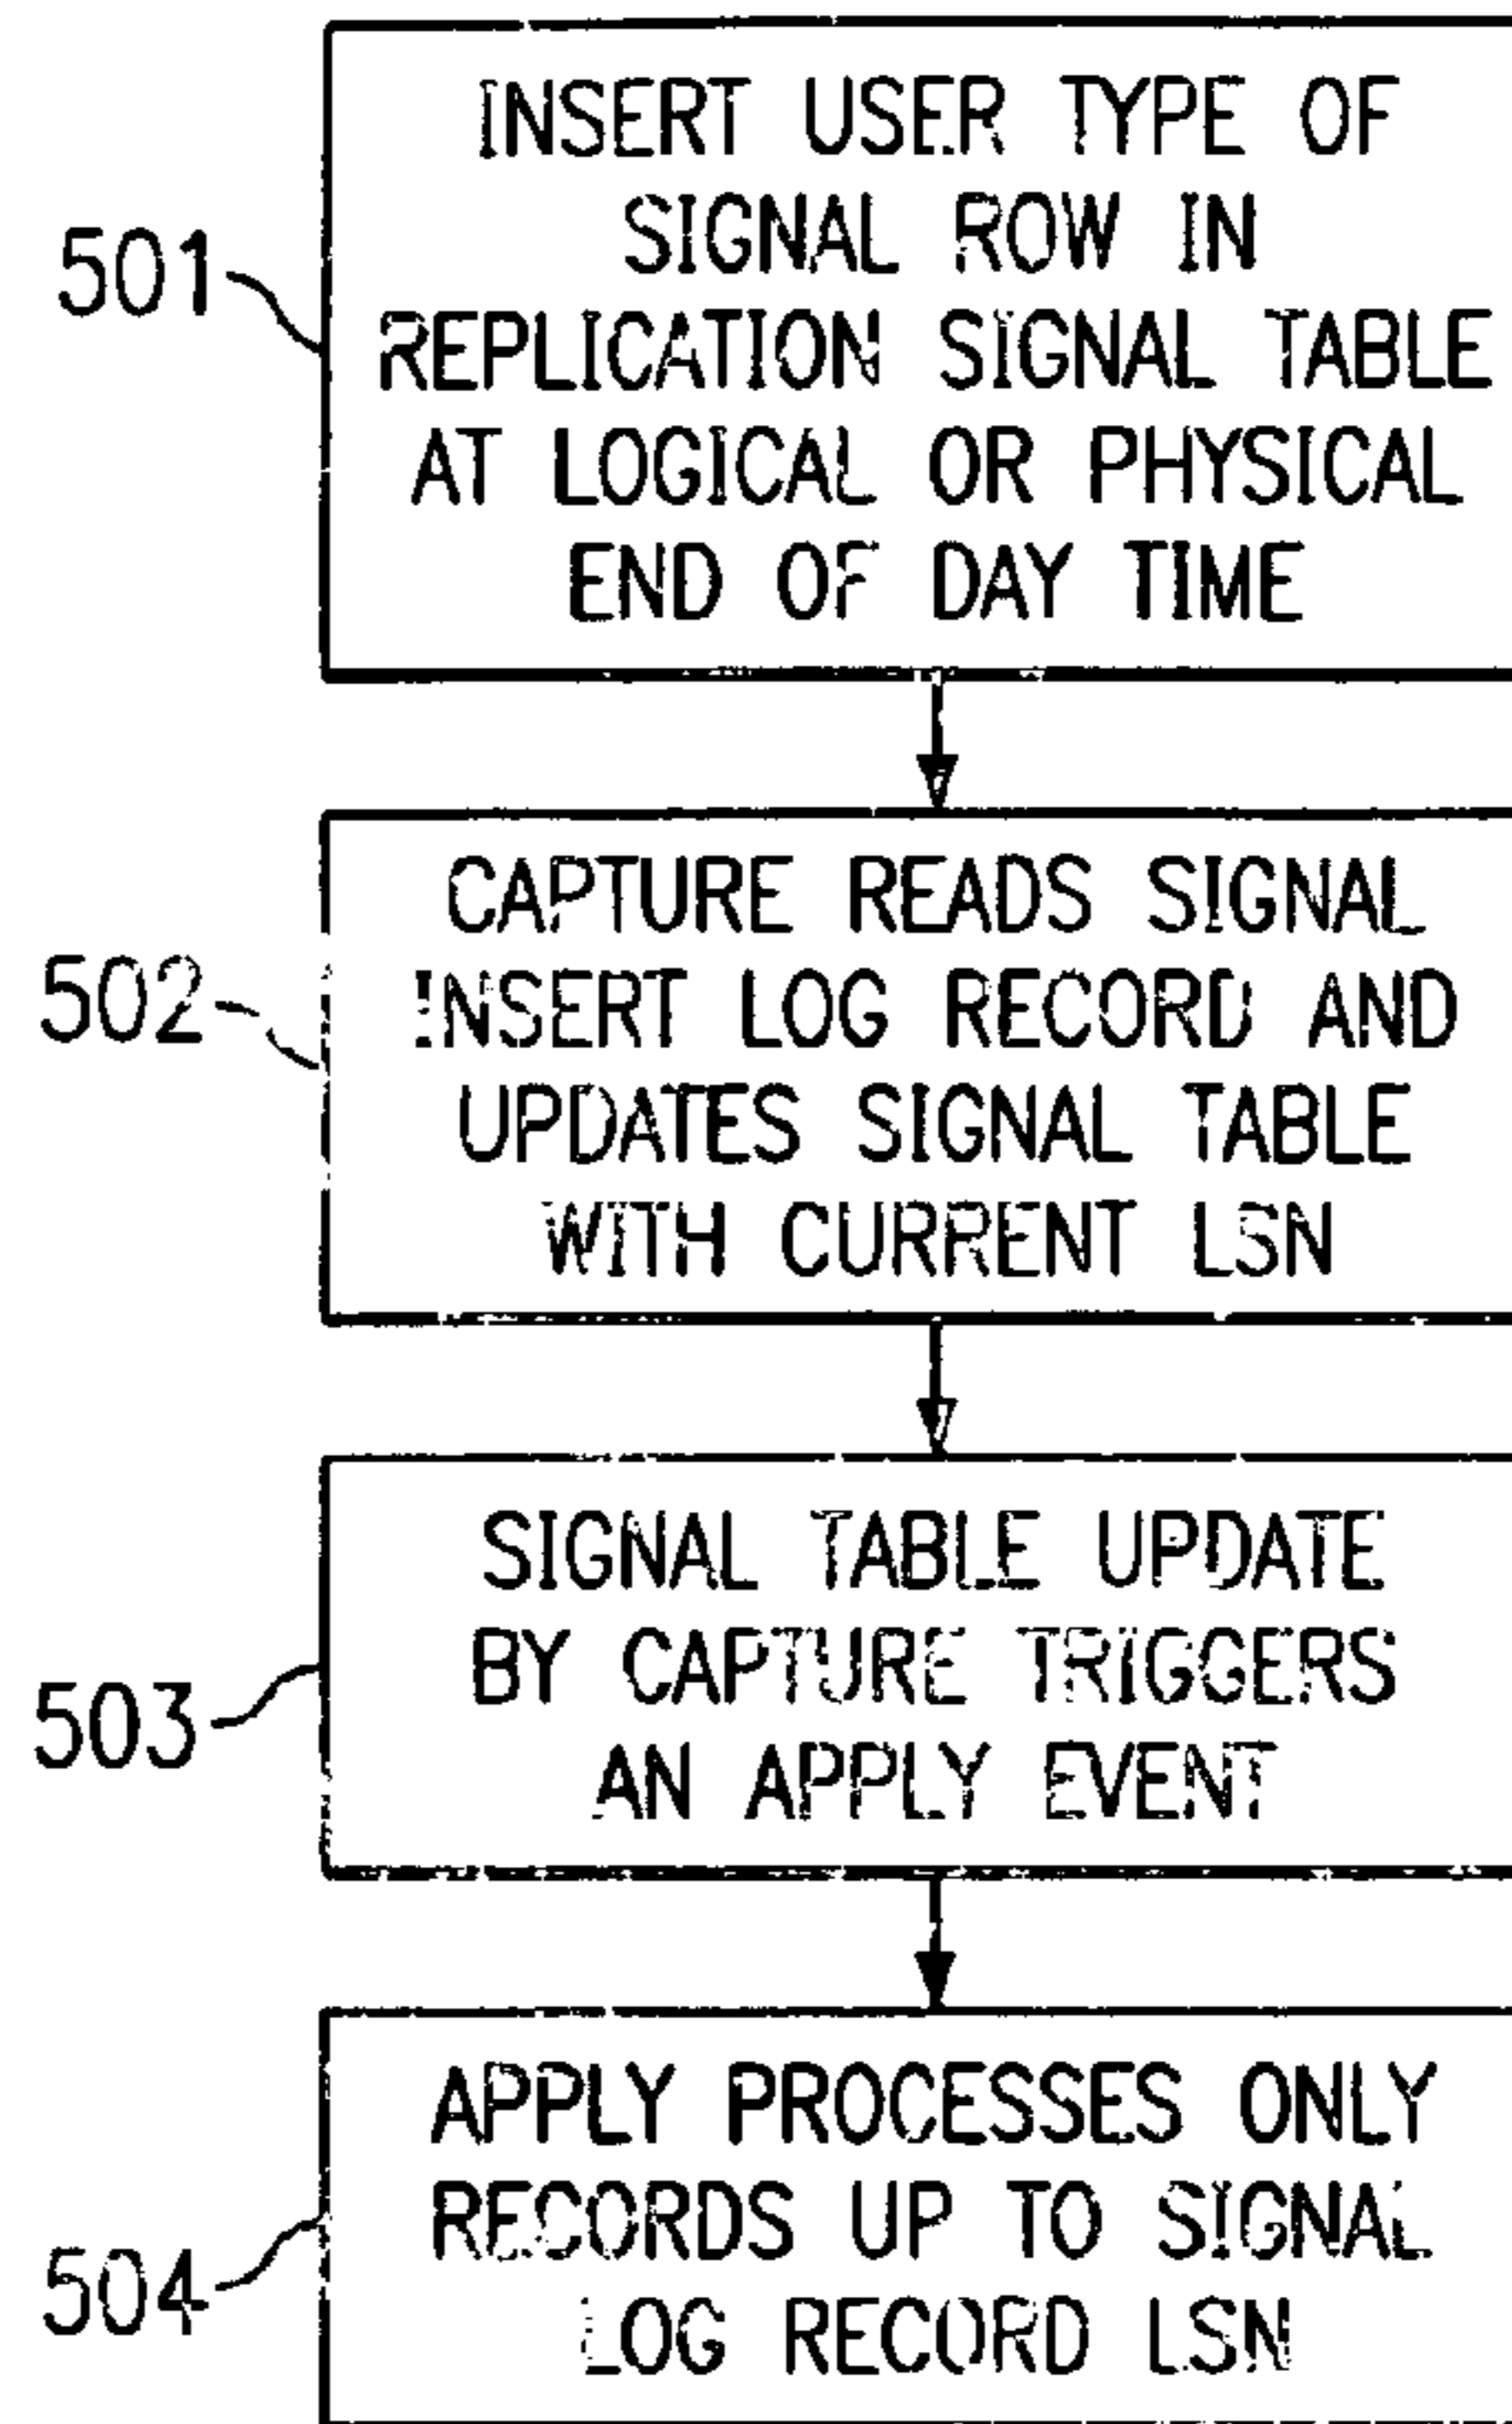 INSERT USER TYPE OF
SIGNAL ROW IN
501
REPLICATION SIGNAL TABLE
AT LOGICAL OR PHYSICAL
END OF DAY TIME
CAPTURE READS SIGNAL
502
INSERT LOG RECORD AND
UPDATES SIGNAL TABLE
WITH CURRENT LSN
SIGNAL TABLE UPDATE
BY CAPTURE TRIGGERS
503
AN APPLY EVENT
APPLY PROCESSES ONLY
RECORDS UP TO SIGNAL
504
LOG RECORD LSN